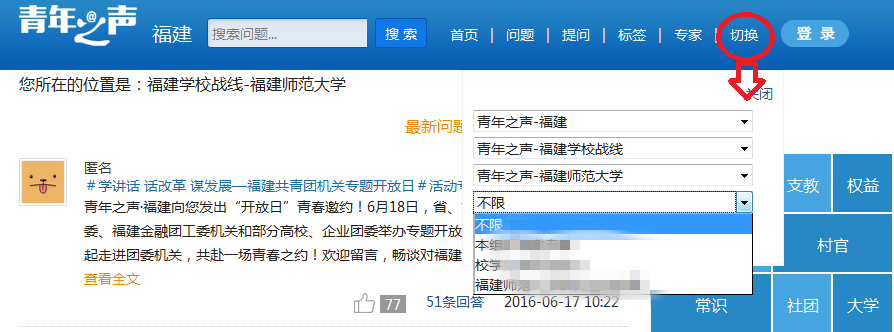 青年之声 福建 搜索问题... 搜 索 首页 | 问题 | 提问 | 标签 | 专家 | 切换 登 录
您所在的位置是：福建学校战线-福建师范大学
关闭
最新问题
青年之声-福建
青年之声-福建学校战线
青年之声-福建师范大学
不限
不限
本组
校学
福建师范
匿名
＃学讲话 话改革 谋发展—福建共青团机关专题开放日＃活动专
青年之声·福建向您发出“开放日”青春邀约！6月18日，省、
委、福建金融团工委机关和部分高校、企业团委举办专题开放
起走进团委机关，共赴一场青春之约！欢迎留言，畅谈对福建
查看全文
77 51条回答 2016-06-17 10:22
支教 权益
村官
常识 社团 大学